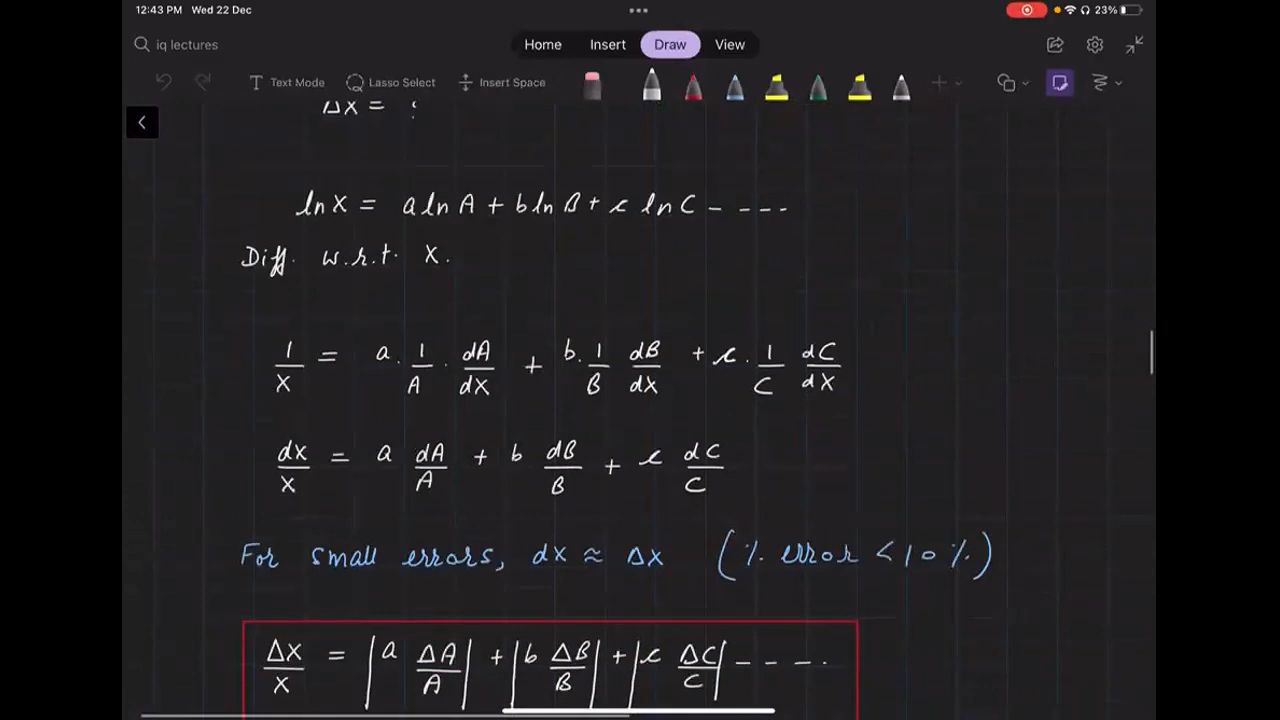 12:43 PM Wed 22 Dec
23%
iq lectures
Home Insert Draw View
Text Mode Lasso Select Insert Space
Δx = ?
ln X = a ln A + b ln B + c ln C - - - -
Diff. w.r.t. X.
1/X = a . 1/A . dA/dX + b . 1/B dB/dX + c . 1/C dC/dX
dx/X = a dA/A + b dB/B + c dC/C
For small errors, dx ≈ Δx (% error < 10%)
Δx/X = |a ΔA/A| + |b ΔB/B| + |c ΔC/C| - - - -